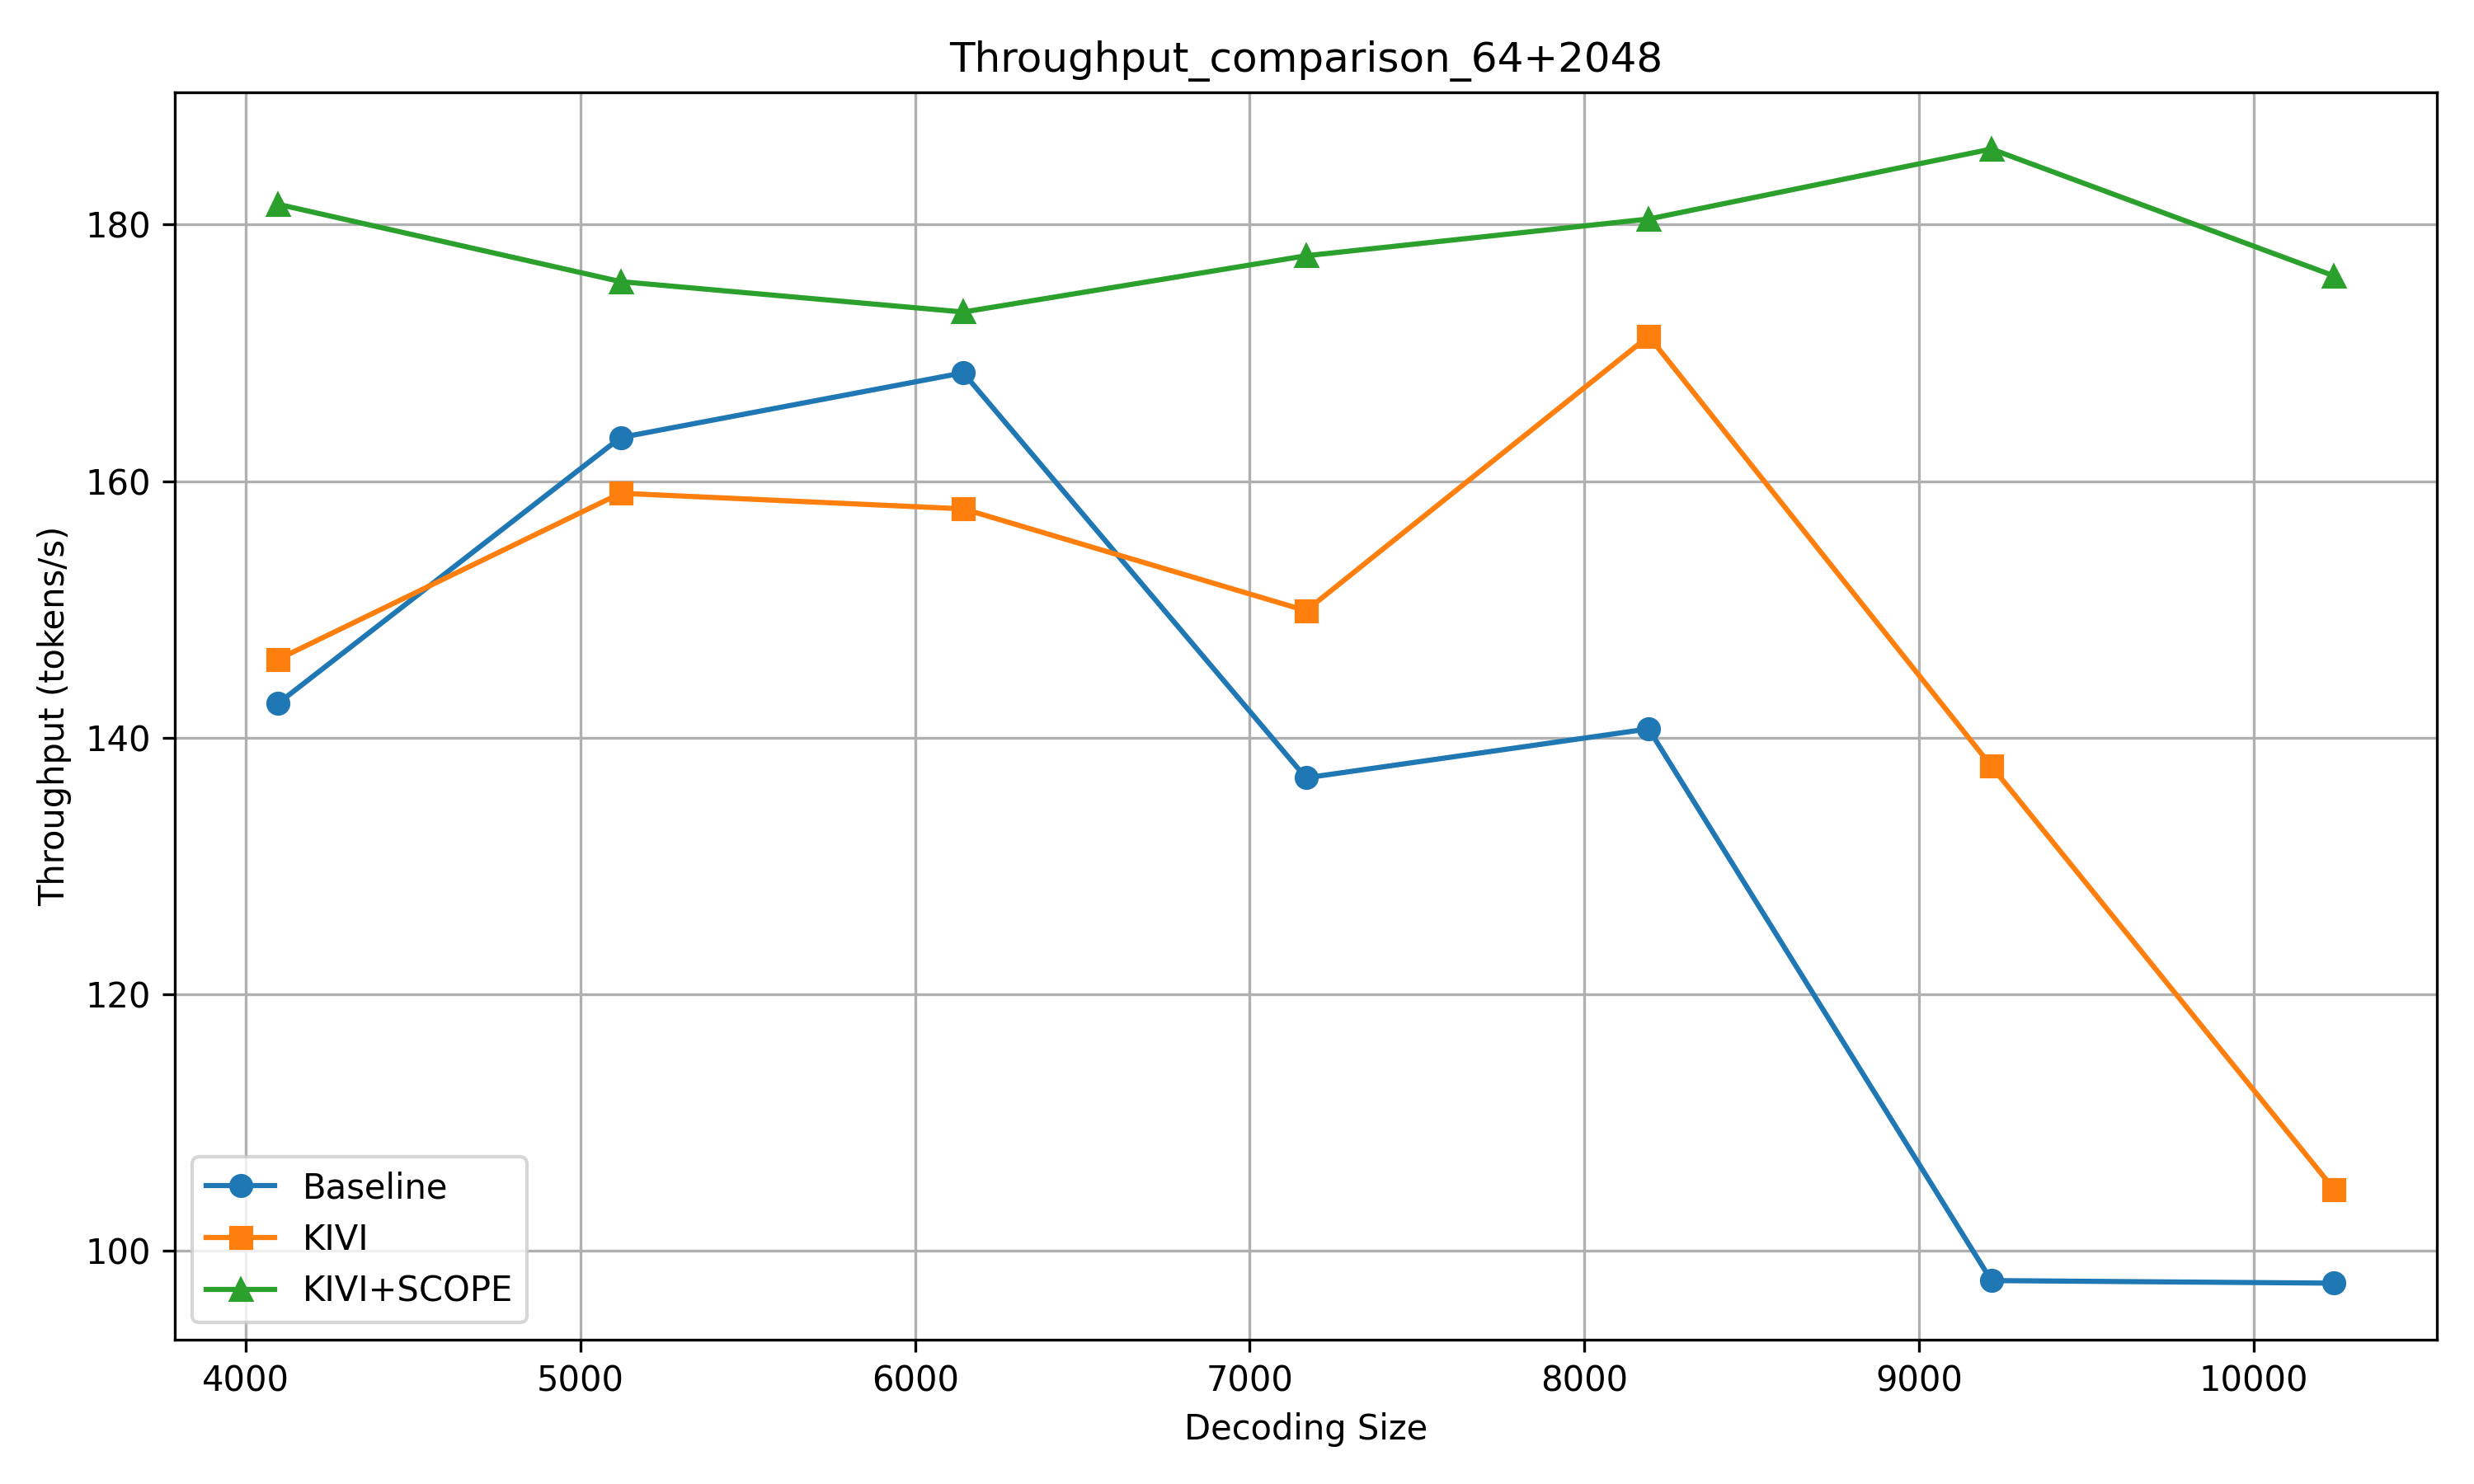 Throughput_comparison_64+2048
Throughput (tokens/s)
180
160
140
120
100
Baseline
KIVI
KIVI+SCOPE
4000 5000 6000 7000 8000 9000 10000
Decoding Size